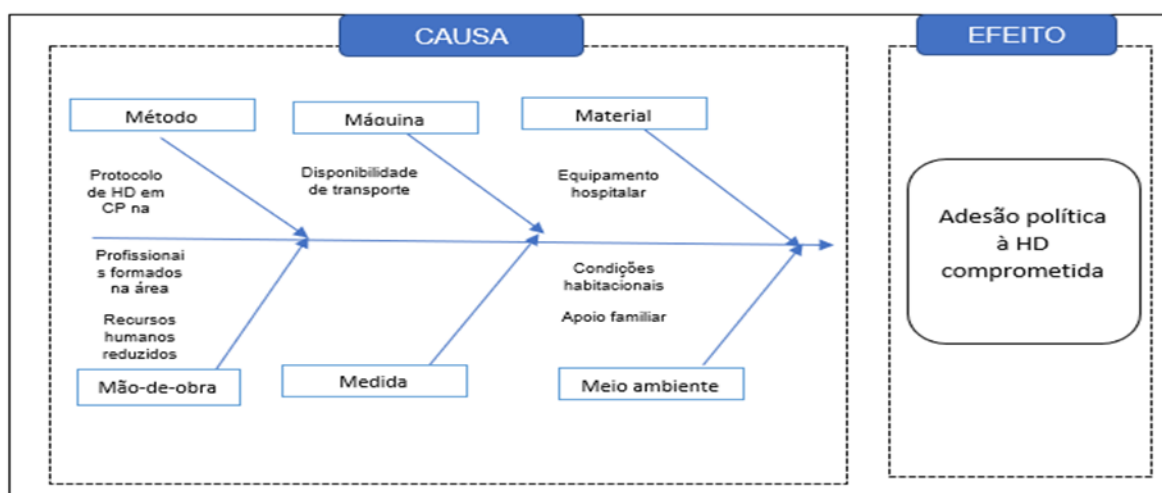 CAUSA
EFEITO
Método
Máquina
Material
Protocolo
de HD em
CP na
Disponibilidade
de transporte
Equipamento
hospitalar
Adesão política
à HD
comprometida
Profissionai
s formados
na área
Recursos
humanos
reduzidos
Condições
habitacionais
Apoio familiar
Mão-de-obra
Medida
Meio ambiente